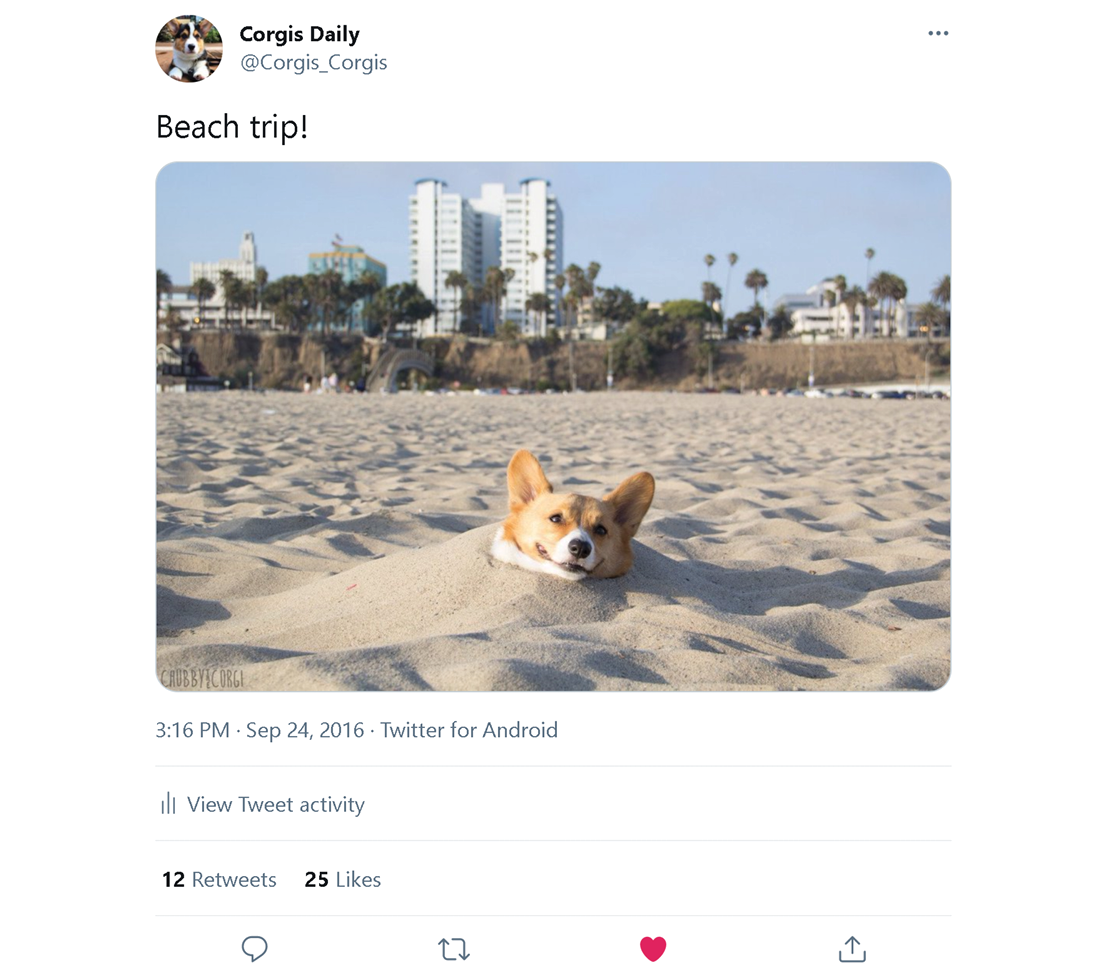 Corgis Daily
@Corgis_Corgis
Beach trip!
CHUBBYECORGI
3:16 PM · Sep 24, 2016 · Twitter for Android
View Tweet activity
12 Retweets 25 Likes